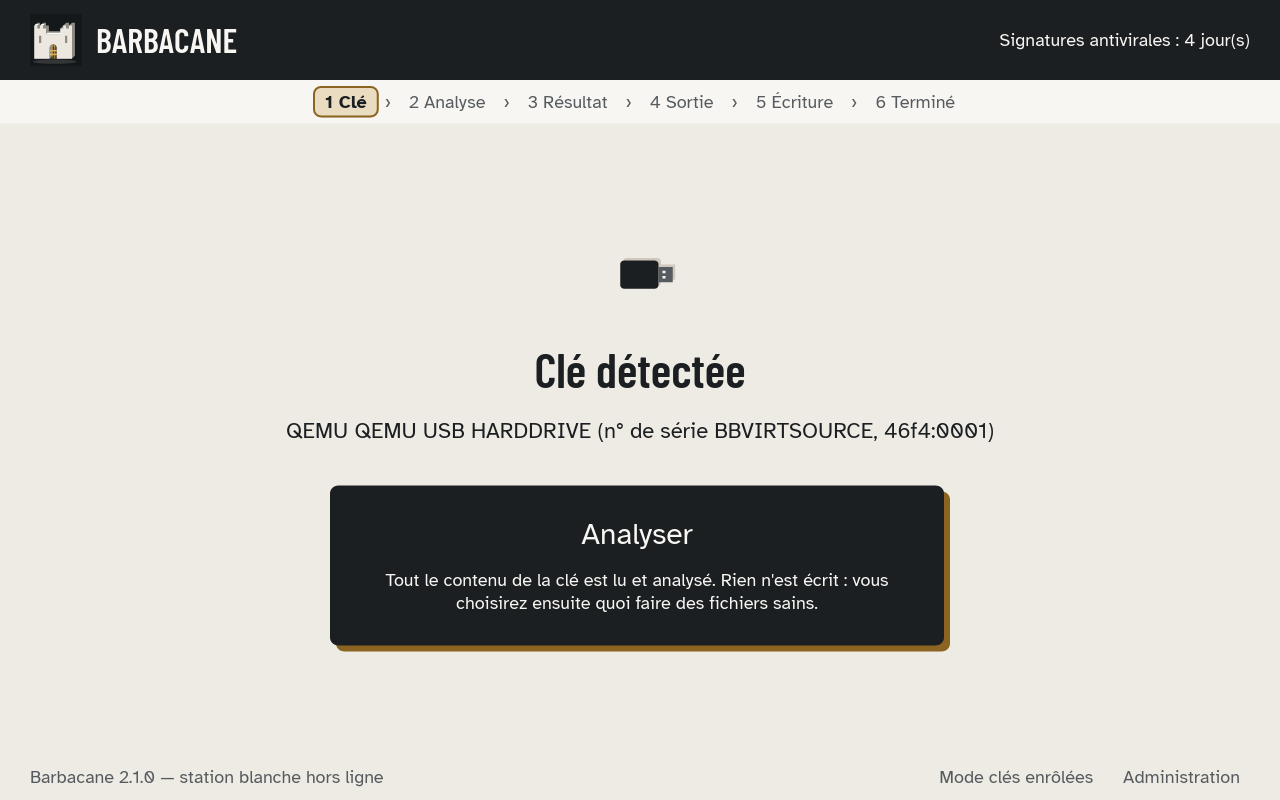 BARBACANE
Signatures antivirales : 4 jour(s)
1 Clé › 2 Analyse › 3 Résultat › 4 Sortie › 5 Écriture › 6 Terminé
Clé détectée
QEMU QEMU USB HARDDRIVE (n° de série BBVIRTSOURCE, 46f4:0001)
Analyser
Tout le contenu de la clé est lu et analysé. Rien n'est écrit : vous
choisirez ensuite quoi faire des fichiers sains.
Barbacane 2.1.0 — station blanche hors ligne
Mode clés enrôlées
Administration